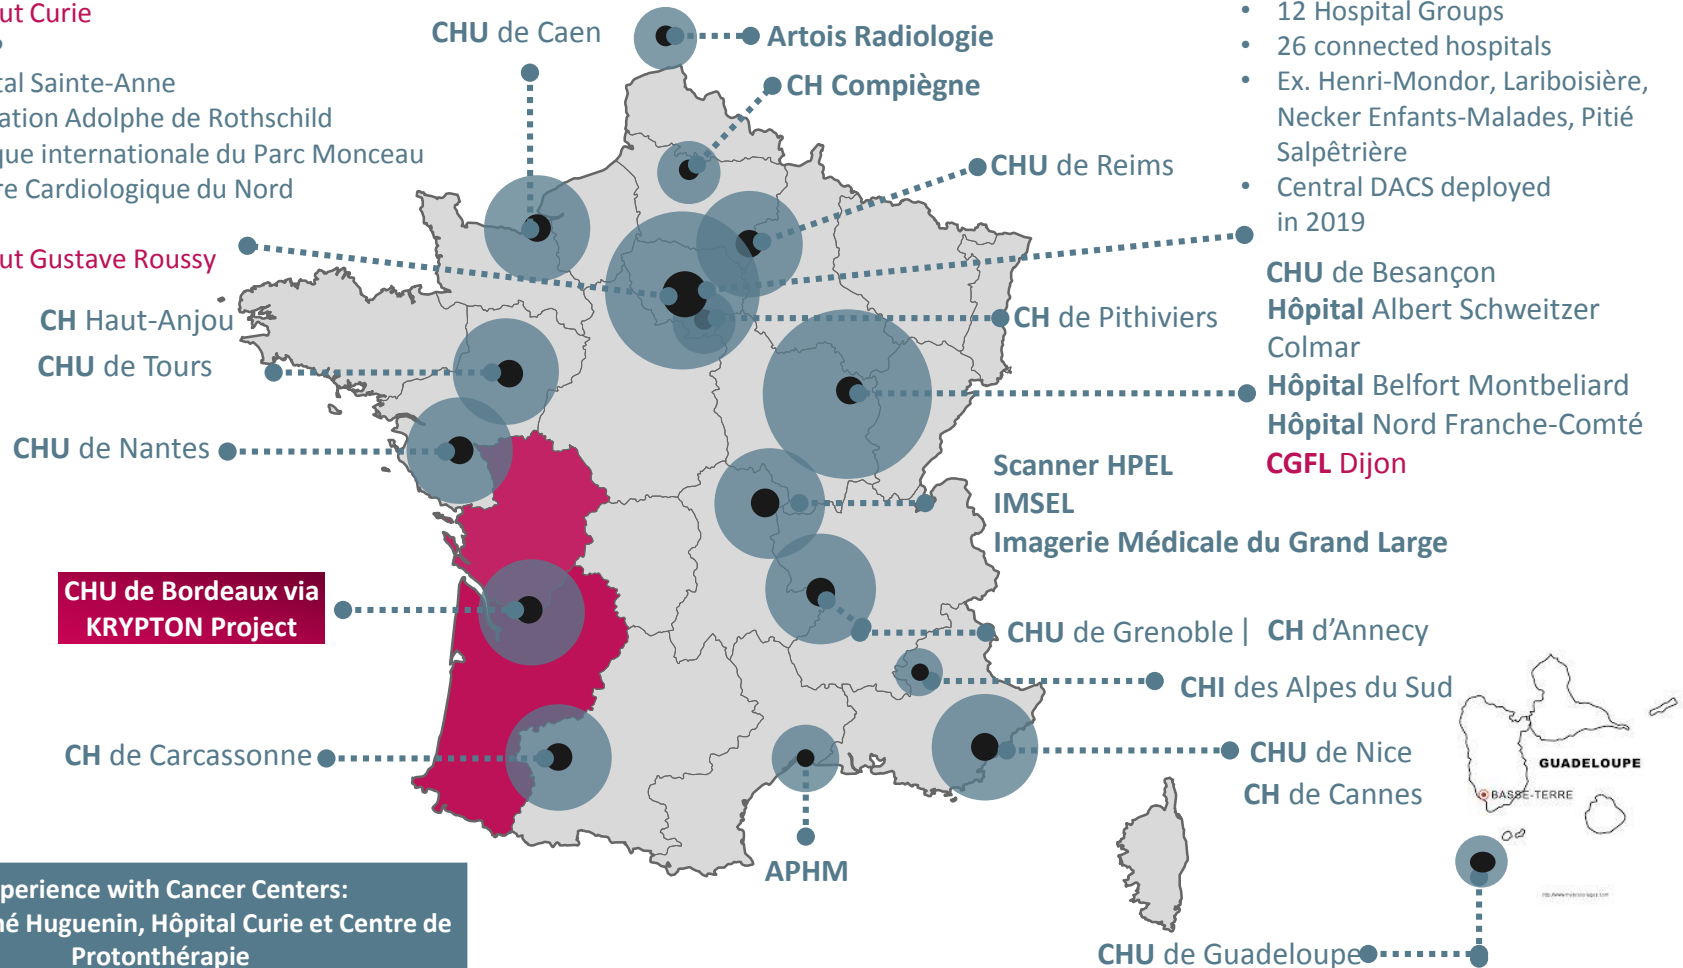 ut Curie
tal Sainte-Anne
ation Adolphe de Rothschild
que internationale du Parc Monceau
re Cardiologique du Nord
ut Gustave Roussy
CH Haut-Anjou
CHU de Tours
CHU de Nantes
CHU de Bordeaux via
KRYPTON Project
CH de Carcassonne
perience with Cancer Centers:
né Huguenin, Hôpital Curie et Centre de
Protonthérapie
CHU de Caen
Artois Radiologie
CH Compiègne
CHU de Reims
CH de Pithiviers
• 12 Hospital Groups
• 26 connected hospitals
• Ex. Henri-Mondor, Lariboisière,
Necker Enfants-Malades, Pitié
Salpêtrière
• Central DACS deployed
in 2019
CHU de Besançon
Hôpital Albert Schweitzer
Colmar
Hôpital Belfort Montbeliard
Hôpital Nord Franche-Comté
CGFL Dijon
Scanner HPEL
IMSEL
Imagerie Médicale du Grand Large
CHU de Grenoble | CH d’Annecy
CHI des Alpes du Sud
CHU de Nice
CH de Cannes
APHM
GUADELOUPE
BASSE-TERRE
CHU de Guadeloupe